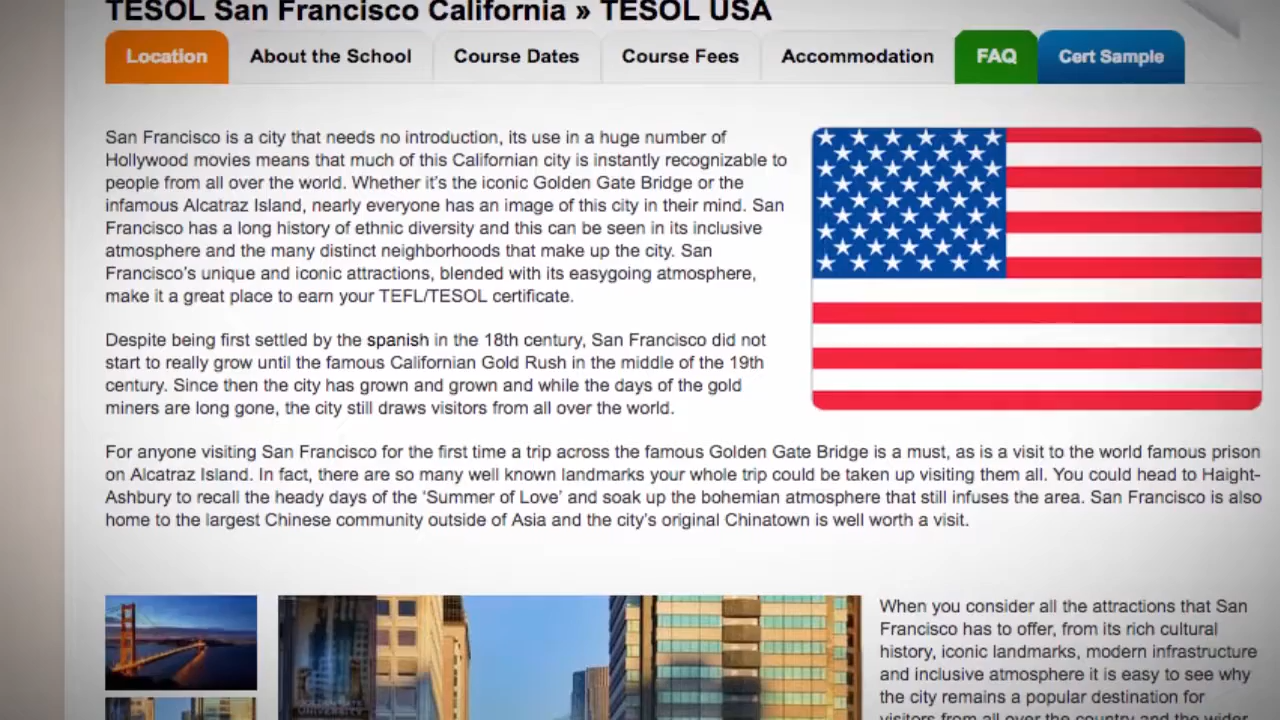 TESOL San Francisco California » TESOL USA
Location
About the School
Course Dates
Course Fees
Accommodation
FAQ
Cert Sample
San Francisco is a city that needs no introduction, its use in a huge number of
Hollywood movies means that much of this Californian city is instantly recognizable to
people from all over the world. Whether it's the iconic Golden Gate Bridge or the
infamous Alcatraz Island, nearly everyone has an image of this city in their mind. San
Francisco has a long history of ethnic diversity and this can be seen in its inclusive
atmosphere and the many distinct neighborhoods that make up the city. San
Francisco's unique and iconic attractions, blended with its easygoing atmosphere,
make it a great place to earn your TEFL/TESOL certificate.
Despite being first settled by the spanish in the 18th century, San Francisco did not
start to really grow until the famous Californian Gold Rush in the middle of the 19th
century. Since then the city has grown and grown and while the days of the gold
miners are long gone, the city still draws visitors from all over the world.
For anyone visiting San Francisco for the first time a trip across the famous Golden Gate Bridge is a must, as is a visit to the world famous prison
on Alcatraz Island. In fact, there are so many well known landmarks your whole trip could be taken up visiting them all. You could head to Haight-
Ashbury to recall the heady days of the ‘Summer of Love’ and soak up the bohemian atmosphere that still infuses the area. San Francisco is also
home to the largest Chinese community outside of Asia and the city's original Chinatown is well worth a visit.
When you consider all the attractions that San
Francisco has to offer, from its rich cultural
history, iconic landmarks, modern infrastructure
and inclusive atmosphere it is easy to see why
the city remains a popular destination for
visitors from all over the country and the wider